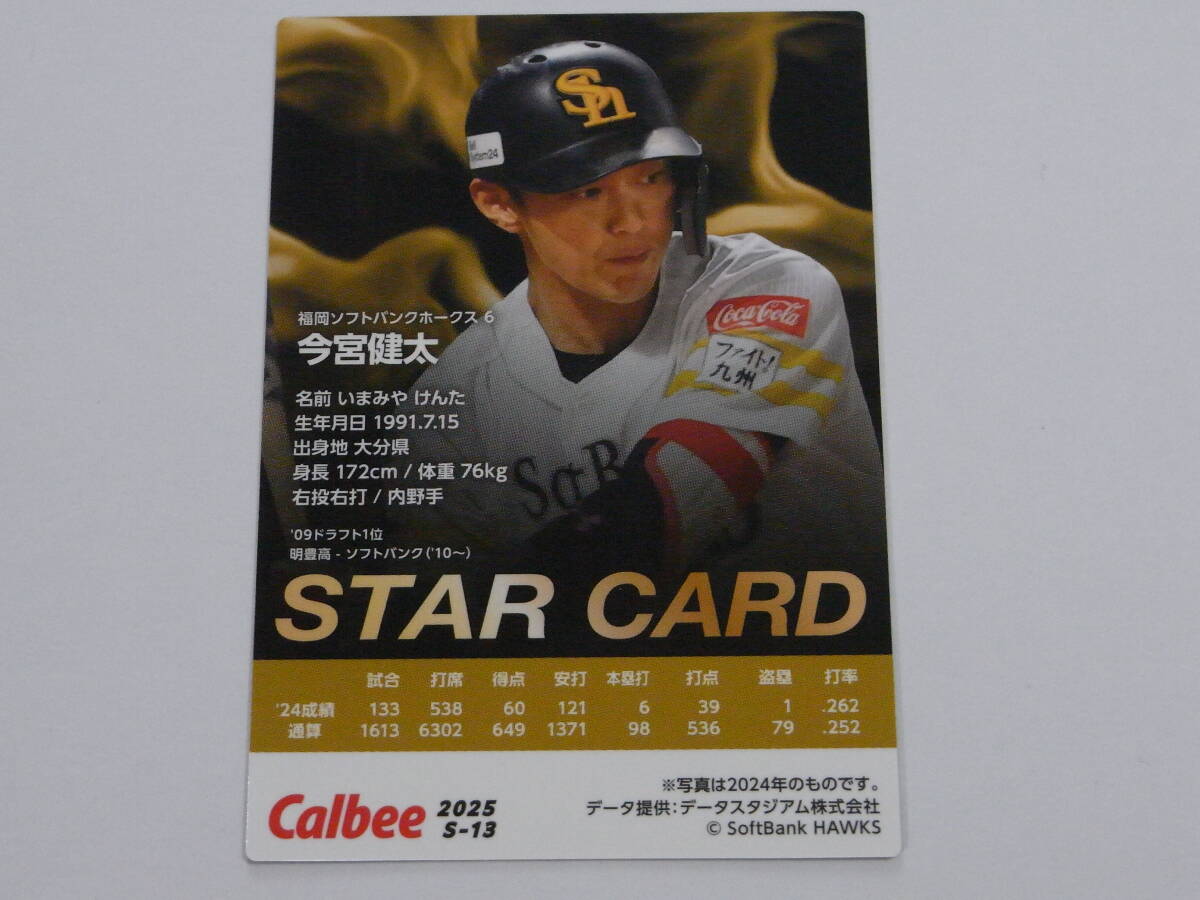 Sh
System24
Coca-Cola
ファイト!
九州
福岡ソフトバンクホークス 6
今宮健太
名前 いまみや けんた
生年月日 1991.7.15
出身地 大分県
身長 172cm / 体重 76kg
右投右打 / 内野手
'09ドラフト1位
明豊高 - ソフトバンク('10〜)
STAR CARD
試合 打席 得点 安打 本塁打 打点 盗塁 打率
'24成績 133 538 60 121 6 39 1 .262
通算 1613 6302 649 1371 98 536 79 .252
※写真は2024年のものです。
データ提供:データスタジアム株式会社
© SoftBank HAWKS
Calbee 2025
S-13